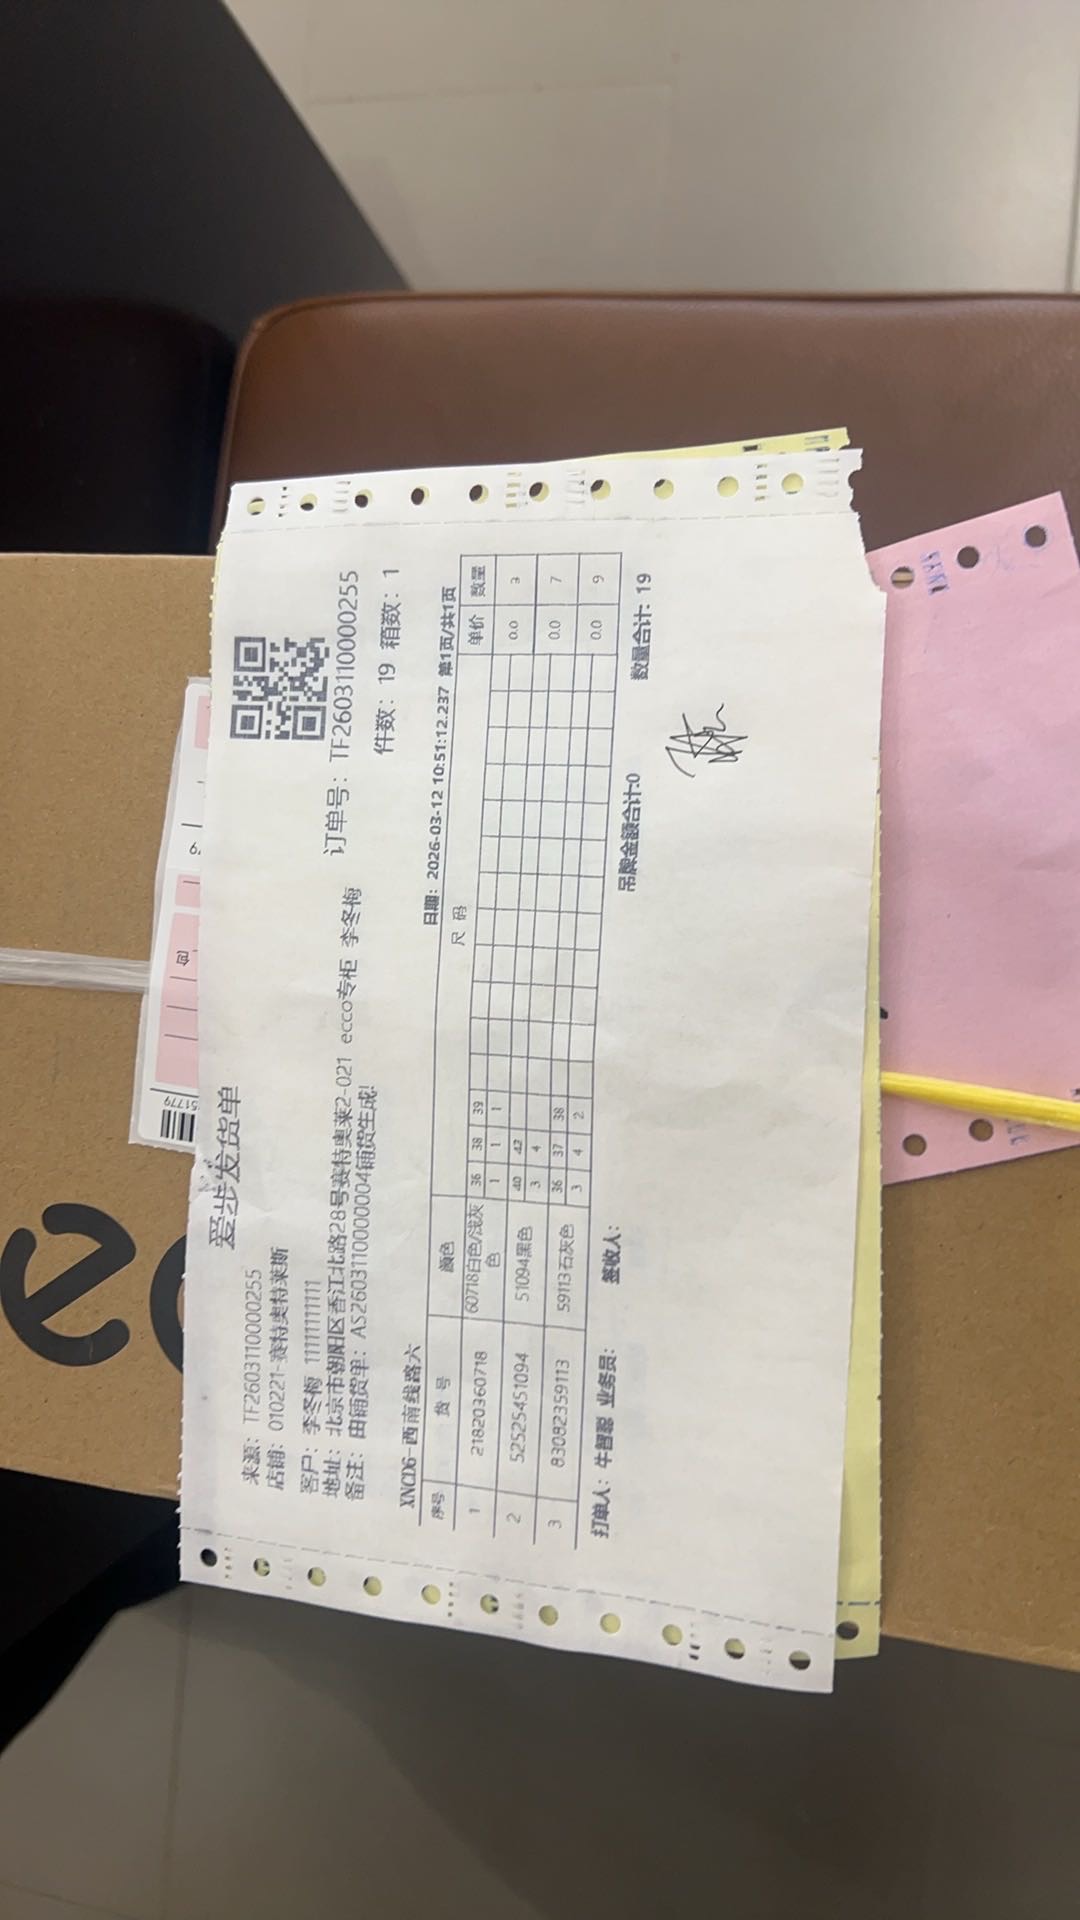 爱步发货单
来源：TF2603110000255
店铺：010221-赛特奥特莱斯
订单号：TF2603110000255
客户：李冬梅 11111111111
地址：北京市朝阳区香江北路28号赛特奥莱2-021 ecco专柜 李冬梅
件数：19 箱数：1
备注：由铺货单：AS2603110000004铺货生成!
XNCD6-西南线路六 日期：2026-03-12 10:51:12.237 第1页/共1页
序号 货号 颜色 尺码 单价 数量
36 38 39
1 21820360718 60718白色/浅灰色 1 1 1 0.0 3
40 42
2 52525451094 51094黑色 3 4 0.0 7
36 37 38
3 83082359113 59113石灰色 3 4 2 0.0 9
打单人：牛智聪 业务员： 签收人： 吊牌金额合计:0 数量合计：19
51779